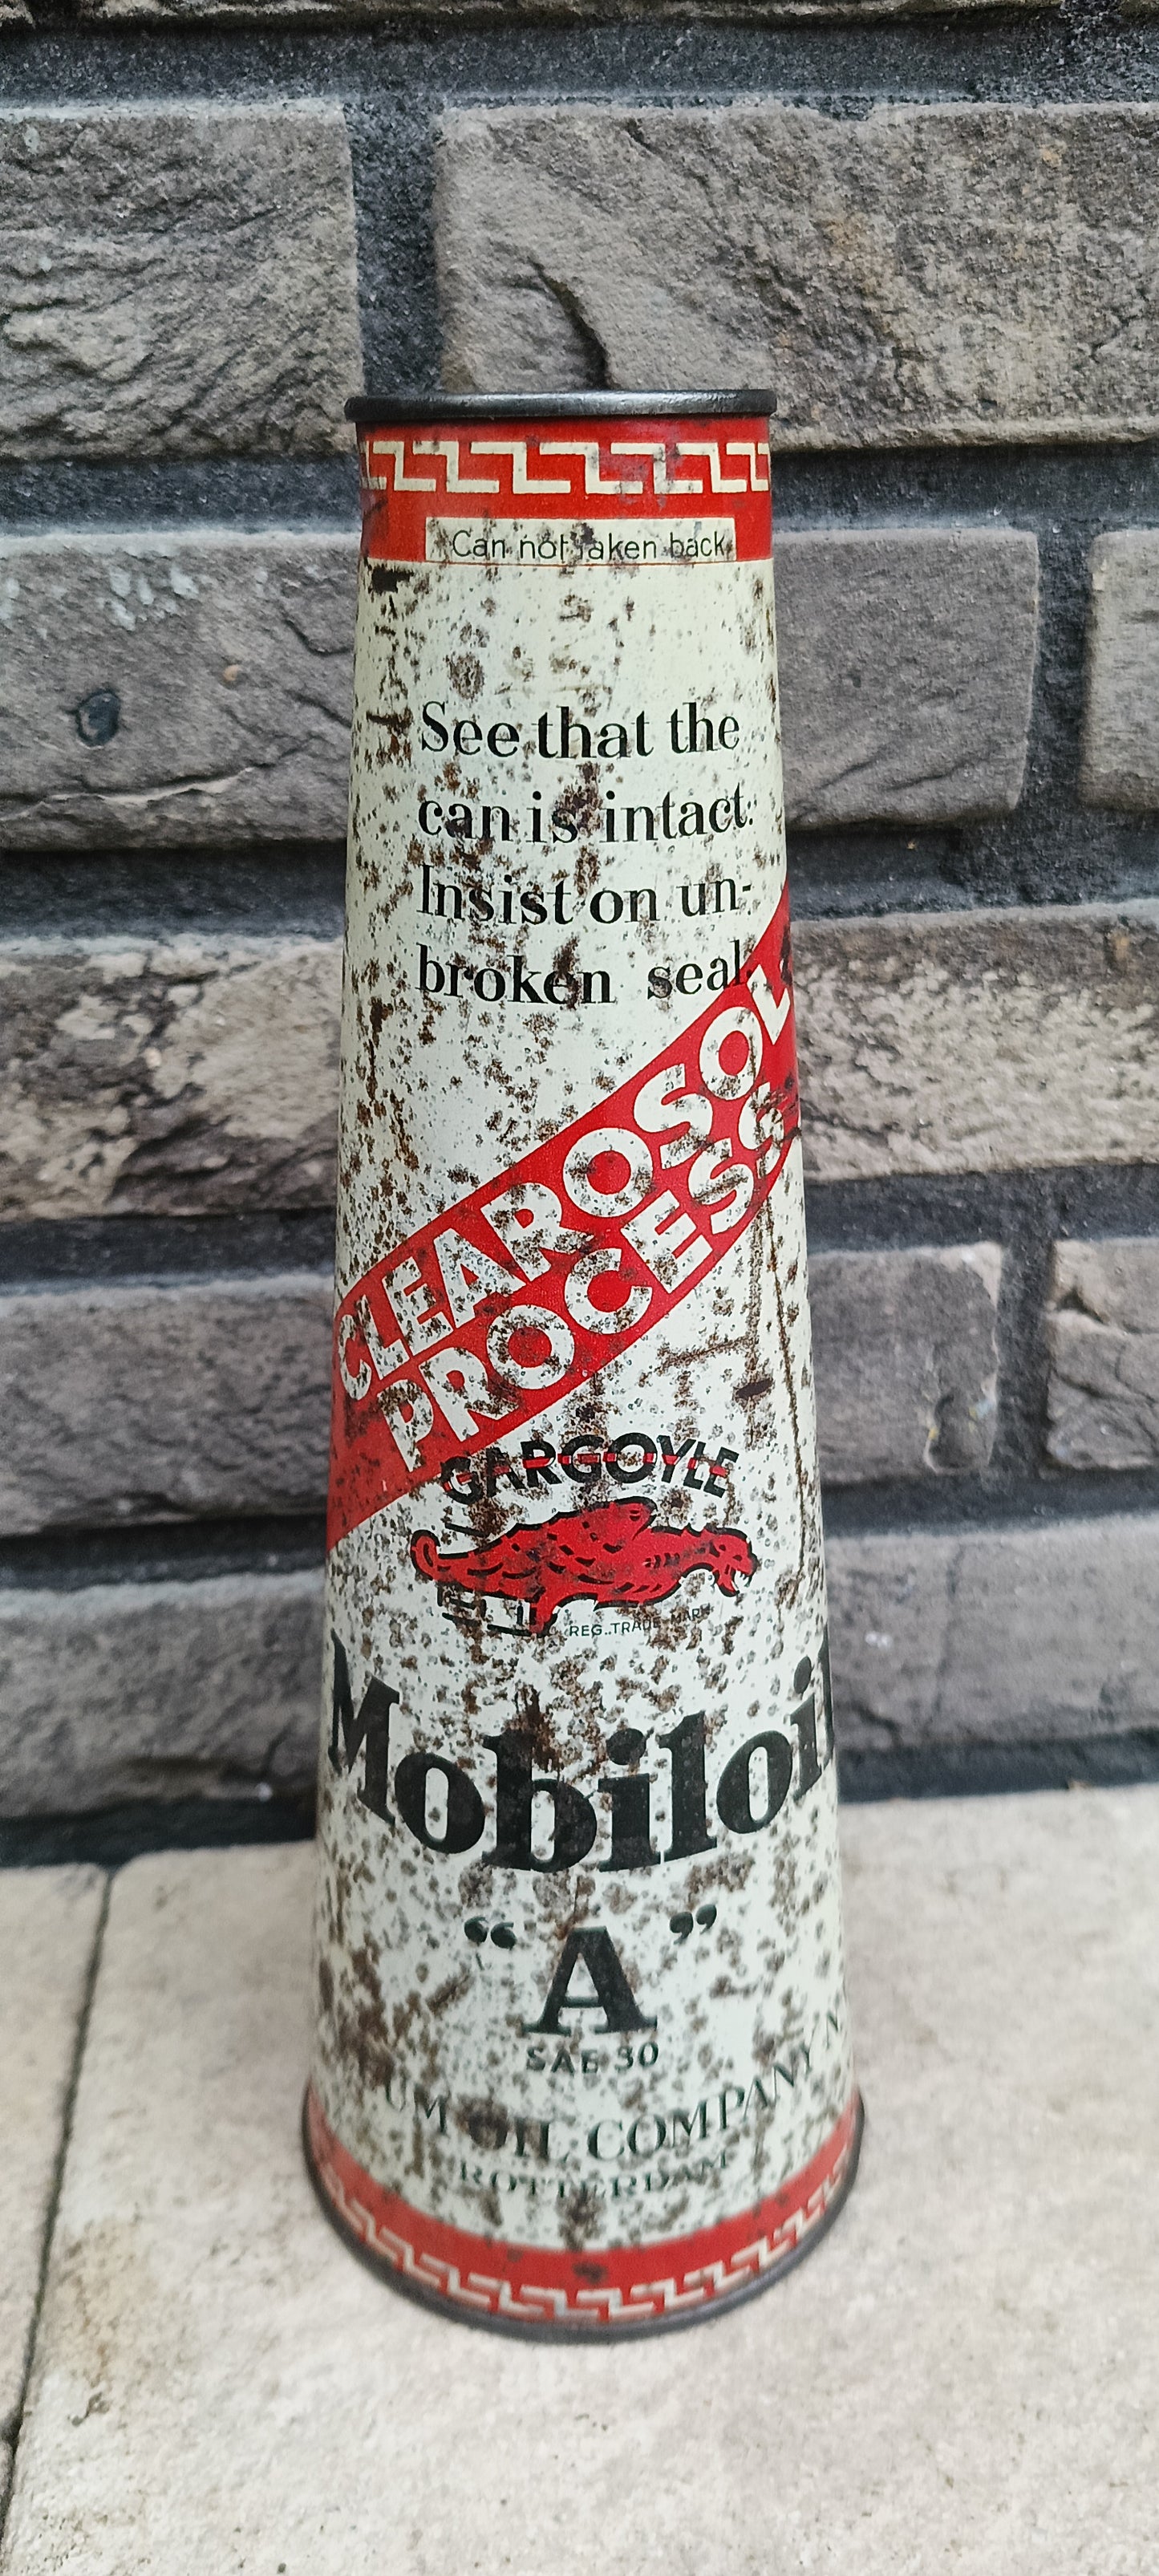 Can not taken back
See that the
can is intact.
Insist on un-
broken seal.
CLEAROSOL
PROCESS
GARGOYLE
REG. TRADE MARK
Mobiloil
“A”
SAE 30
UM OIL COMPANY N
ROTTERDAM